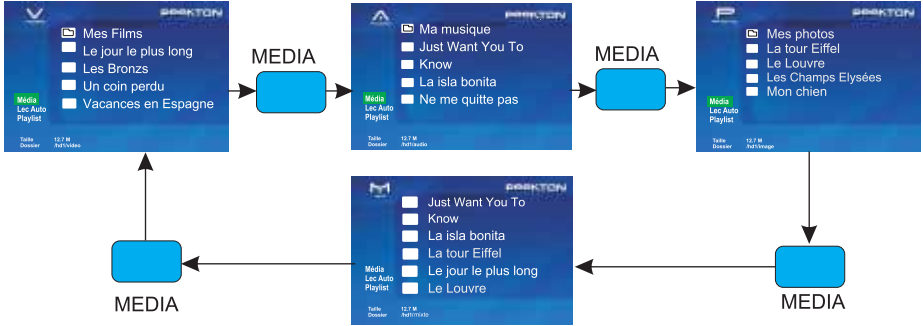 V
PEEKTON
Mes Films
Le jour le plus long
Les Bronzs
Un coin perdu
Vacances en Espagne
Média
Lec Auto
Playlist
Taille 12.7 M
Dossier /hd1/video
MEDIA
A
PEEKTON
Ma musique
Just Want You To
Know
La isla bonita
Ne me quitte pas
Média
Lec Auto
Playlist
Taille 12.7 M
Dossier /hd1/audio
MEDIA
P
PEEKTON
Mes photos
La tour Eiffel
Le Louvre
Les Champs Elysées
Mon chien
Média
Lec Auto
Playlist
Taille 12.7 M
Dossier /hd1/image
MEDIA
M
PEEKTON
Just Want You To
Know
La isla bonita
La tour Eiffel
Le jour le plus long
Le Louvre
Média
Lec Auto
Playlist
Taille 12.7 M
Dossier /hd1/mixte
MEDIA